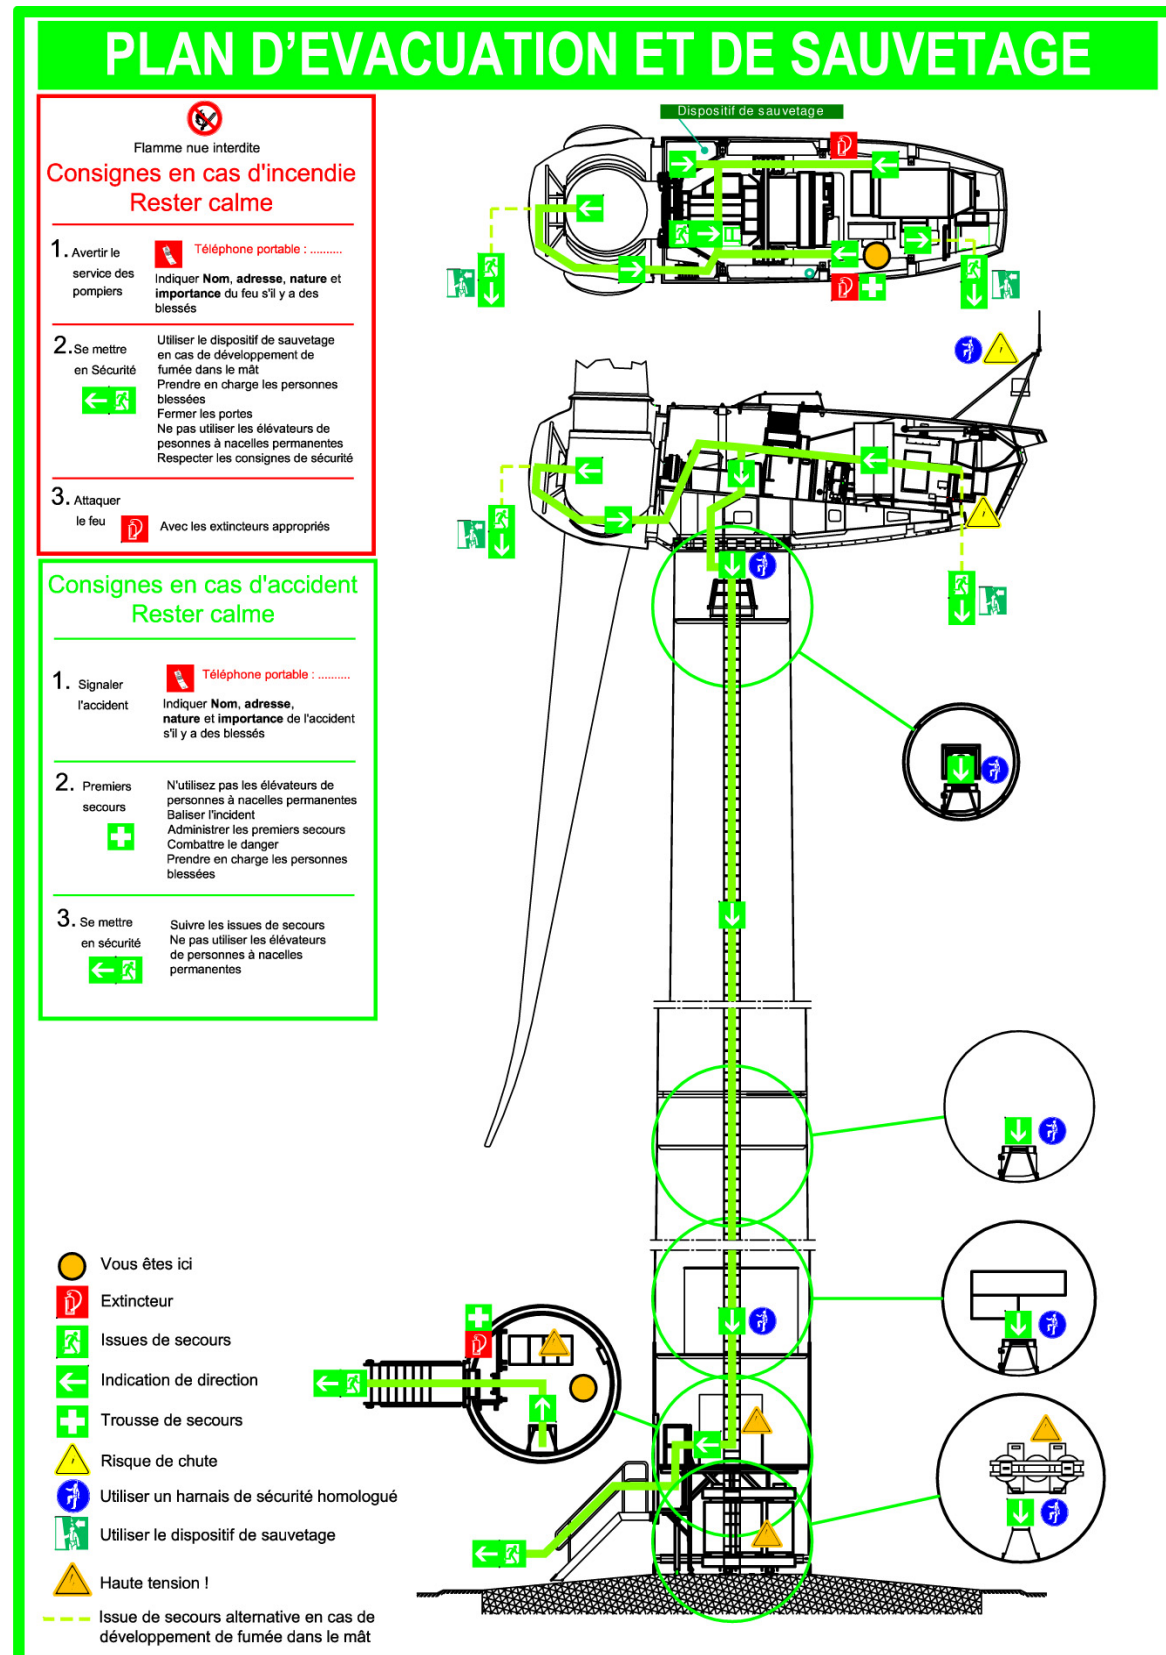 PLAN D'EVACUATION ET DE SAUVETAGE
Flamme nue interdite
Consignes en cas d'incendie
Rester calme
1. Avertir le
service des
pompiers
Téléphone portable : ..........
Indiquer Nom, adresse, nature et
importance du feu s'il y a des
blessés
2. Se mettre
en Sécurité
Utiliser le dispositif de sauvetage
en cas de développement de
fumée dans le mât
Prendre en charge les personnes
blessées
Fermer les portes
Ne pas utiliser les élévateurs de
pesonnes à nacelles permanentes
Respecter les consignes de sécurité
3. Attaquer
le feu
Avec les extincteurs appropriés
Consignes en cas d'accident
Rester calme
1. Signaler
l'accident
Téléphone portable : ..........
Indiquer Nom, adresse,
nature et importance de l'accident
s'il y a des blessés
2. Premiers
secours
N'utilisez pas les élévateurs de
personnes à nacelles permanentes
Baliser l'incident
Administrer les premiers secours
Combattre le danger
Prendre en charge les personnes
blessées
3. Se mettre
en sécurité
Suivre les issues de secours
Ne pas utiliser les élévateurs
de personnes à nacelles
permanentes
Dispositif de sauvetage
Vous êtes ici
Extincteur
Issues de secours
Indication de direction
Trousse de secours
Risque de chute
Utiliser un harnais de sécurité homologué
Utiliser le dispositif de sauvetage
Haute tension !
Issue de secours alternative en cas de
développement de fumée dans le mât